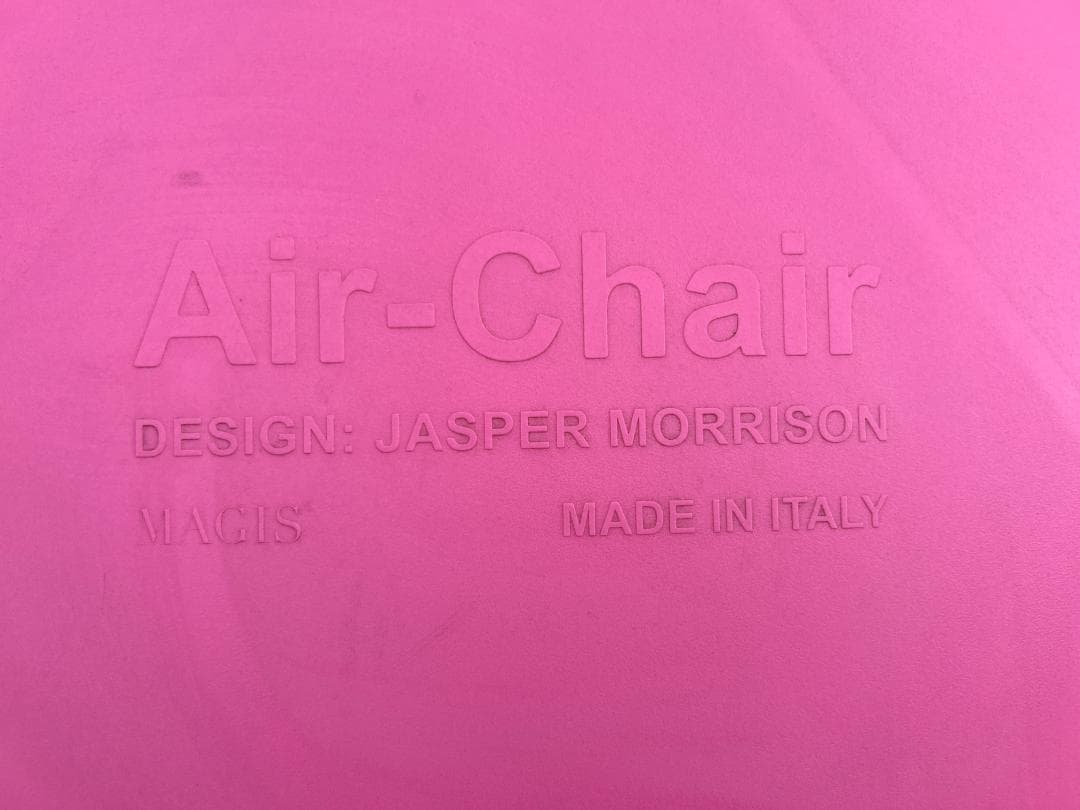 Air-Chair
DESIGN: JASPER MORRISON
MAGIS MADE IN ITALY